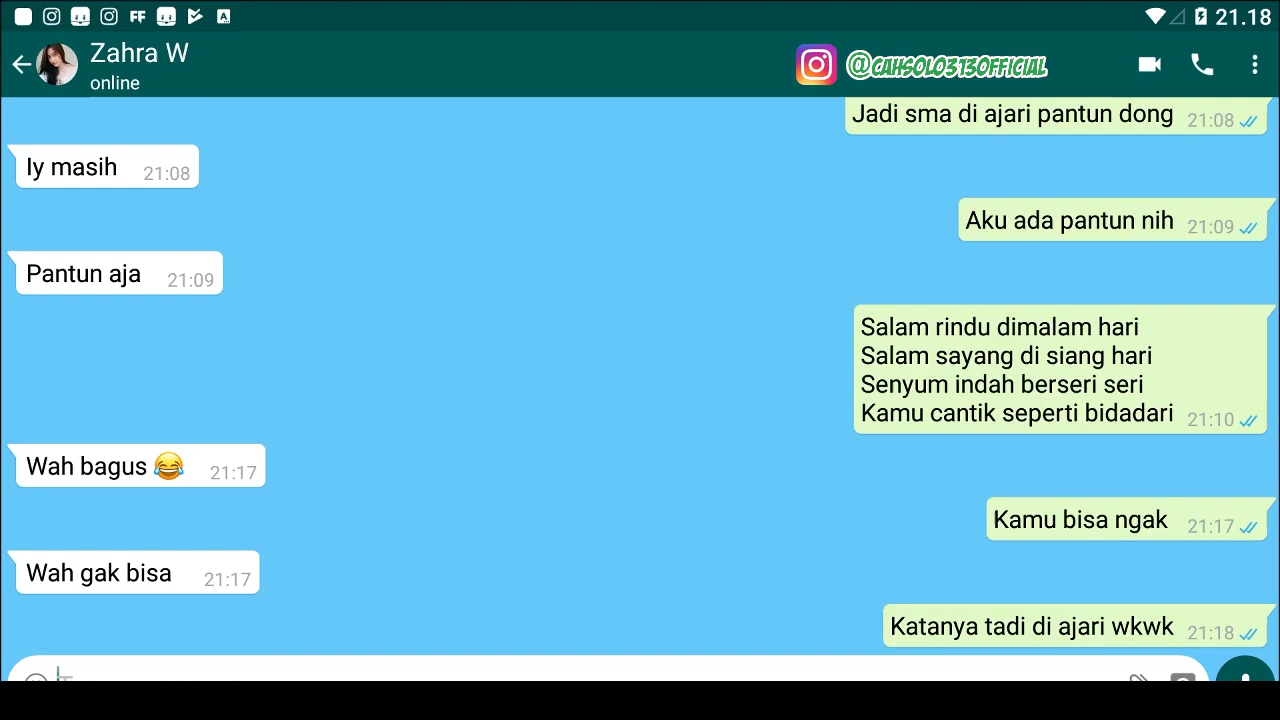 FF
A
21.18
Zahra W
online
@CAHSOLO313OFFICIAL
Jadi sma di ajari pantun dong 21:08
Iy masih 21:08
Aku ada pantun nih 21:09
Pantun aja 21:09
Salam rindu dimalam hari
Salam sayang di siang hari
Senyum indah berseri seri
Kamu cantik seperti bidadari 21:10
Wah bagus 😂 21:17
Kamu bisa ngak 21:17
Wah gak bisa 21:17
Katanya tadi di ajari wkwk 21:18